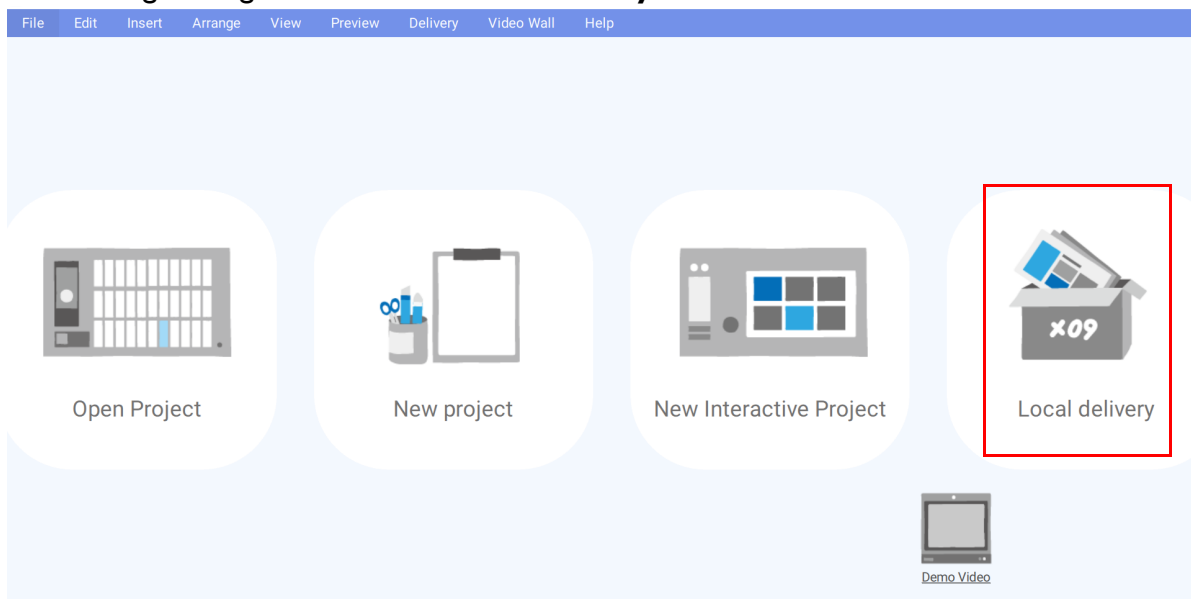 File Edit Insert Arrange View Preview Delivery Video Wall Help
×09
Open Project
New project
New Interactive Project
Local delivery
Demo Video